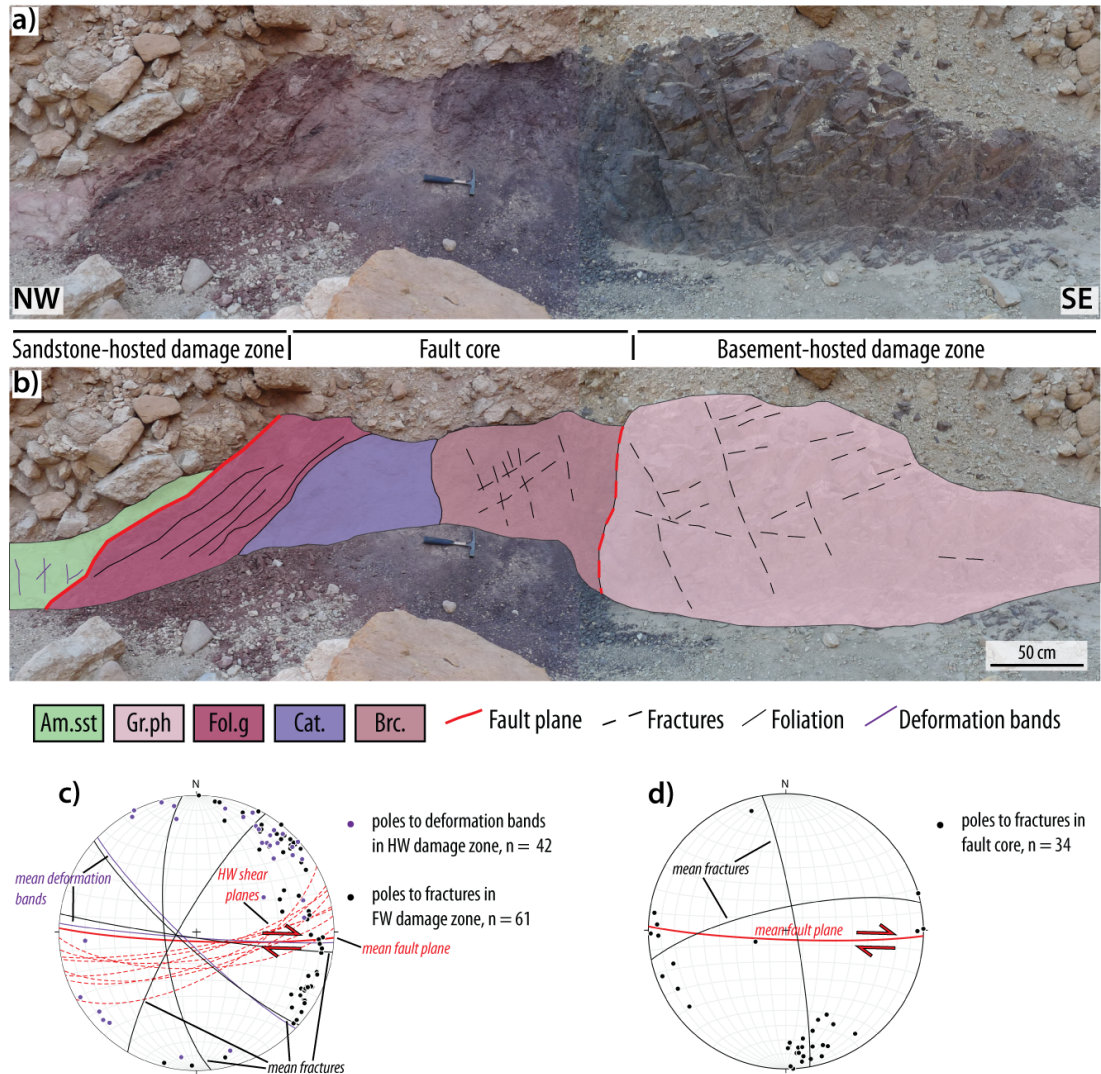 a)
NW
SE
Sandstone-hosted damage zone
Fault core
Basement-hosted damage zone
b)
50 cm
Am.sst
Gr.ph
Fol.g
Cat.
Brc.
Fault plane
Fractures
Foliation
Deformation bands
c)
N
poles to deformation bands
in HW damage zone, n = 42
mean deformation
bands
HW shear
planes
poles to fractures in
FW damage zone, n = 61
mean fault plane
mean fractures
d)
N
poles to fractures in
fault core, n = 34
mean fractures
mean fault plane